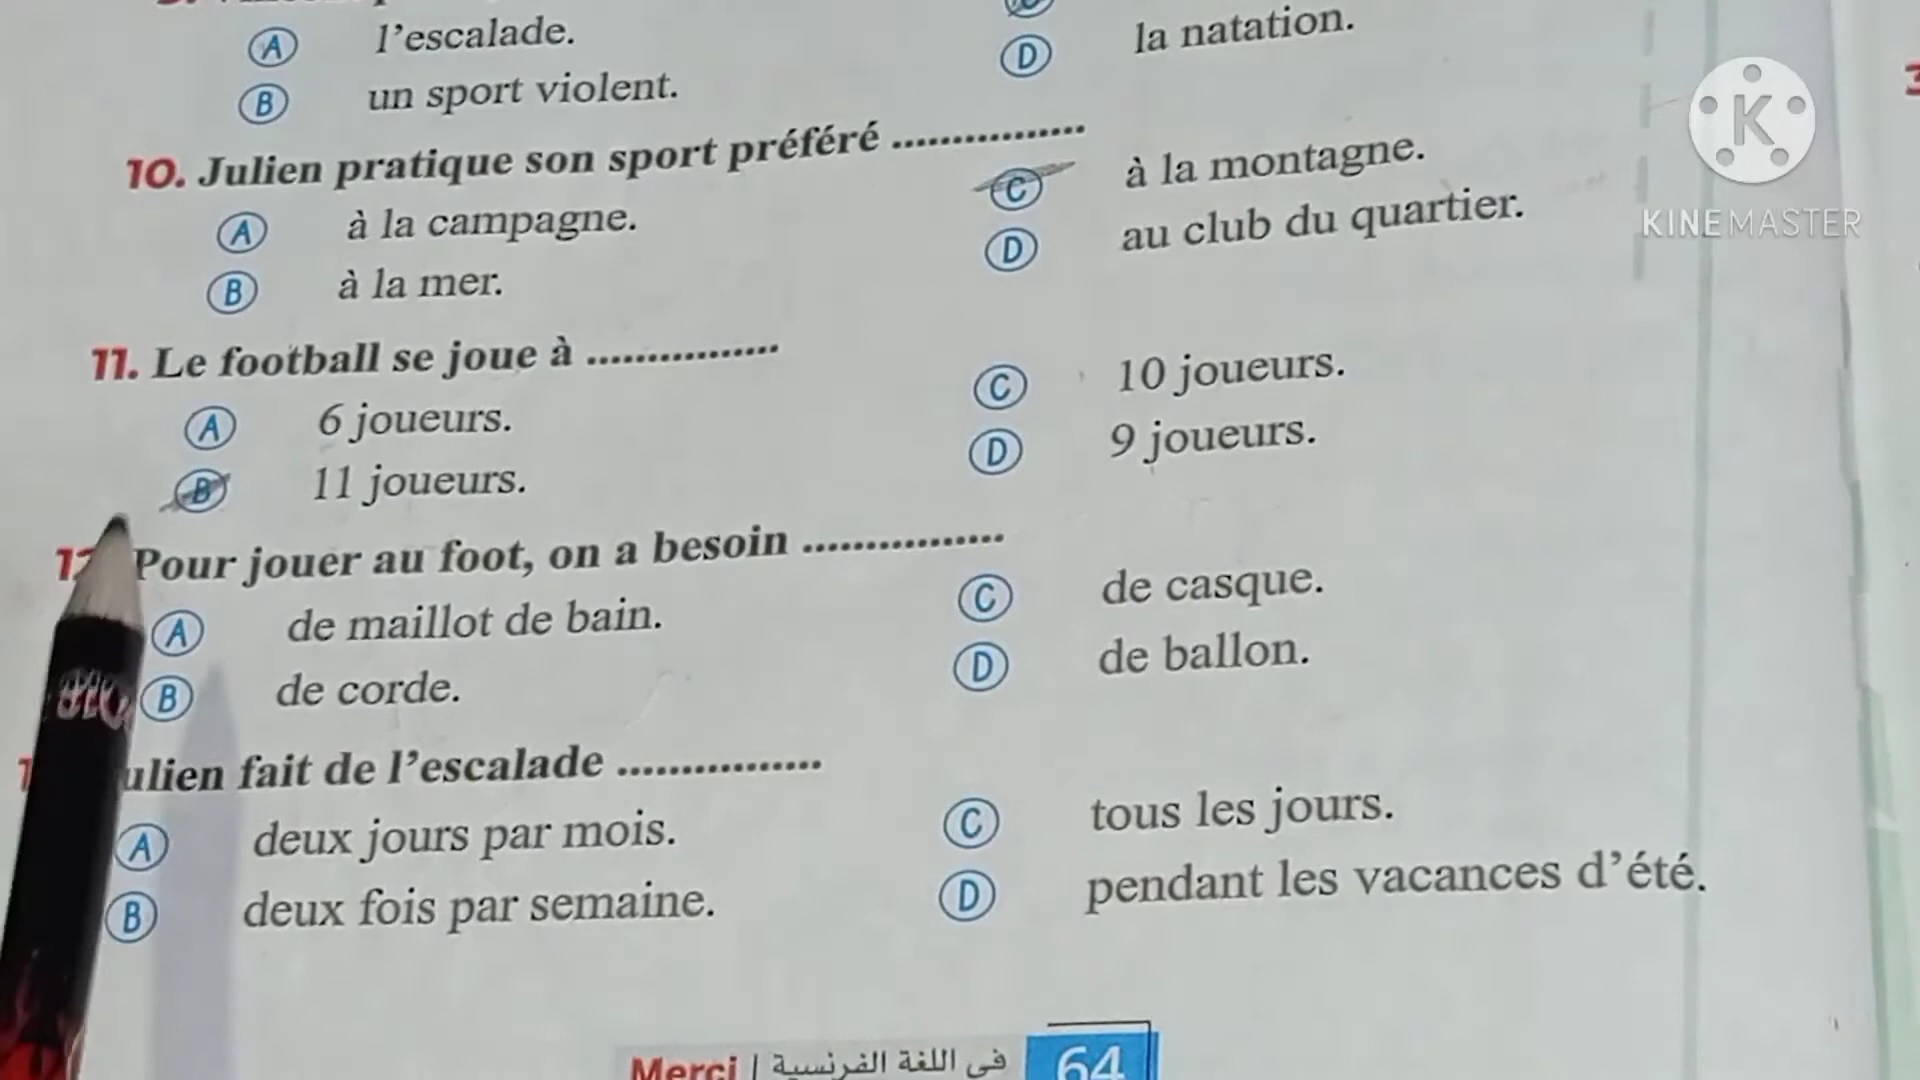 A l'escalade.
D la natation.
B un sport violent.
10. Julien pratique son sport préféré ................
A à la campagne.
C à la montagne.
B à la mer.
D au club du quartier.
11. Le football se joue à ................
A 6 joueurs.
C 10 joueurs.
B 11 joueurs.
D 9 joueurs.
Pour jouer au foot, on a besoin ................
A de maillot de bain.
C de casque.
B de corde.
D de ballon.
ulien fait de l'escalade ................
A deux jours par mois.
C tous les jours.
B deux fois par semaine.
D pendant les vacances d'été.
Merci | في اللغة الفرنسية 64
KINEMASTER